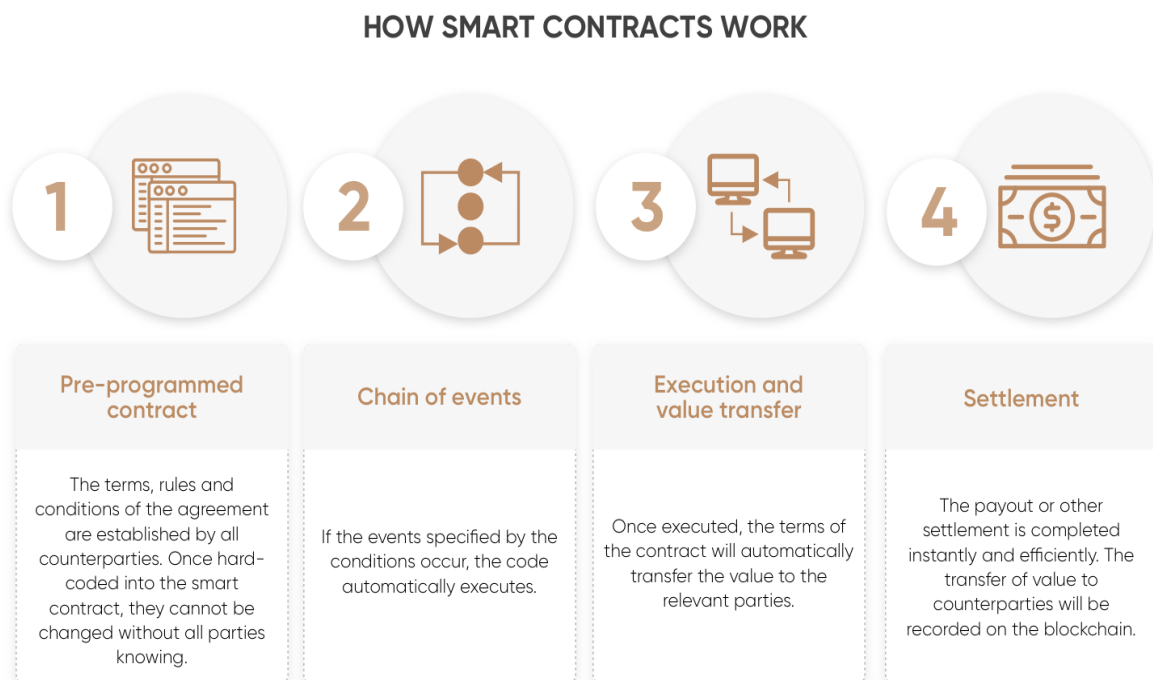 HOW SMART CONTRACTS WORK
1
2
3
4
Pre-programmed
contract
The terms, rules and
conditions of the agreement
are established by all
counterparties. Once hard-
coded into the smart
contract, they cannot be
changed without all parties
knowing.
Chain of events
If the events specified by the
conditions occur, the code
automatically executes.
Execution and
value transfer
Once executed, the terms of
the contract will automatically
transfer the value to the
relevant parties.
Settlement
The payout or other
settlement is completed
instantly and efficiently. The
transfer of value to
counterparties will be
recorded on the blockchain.